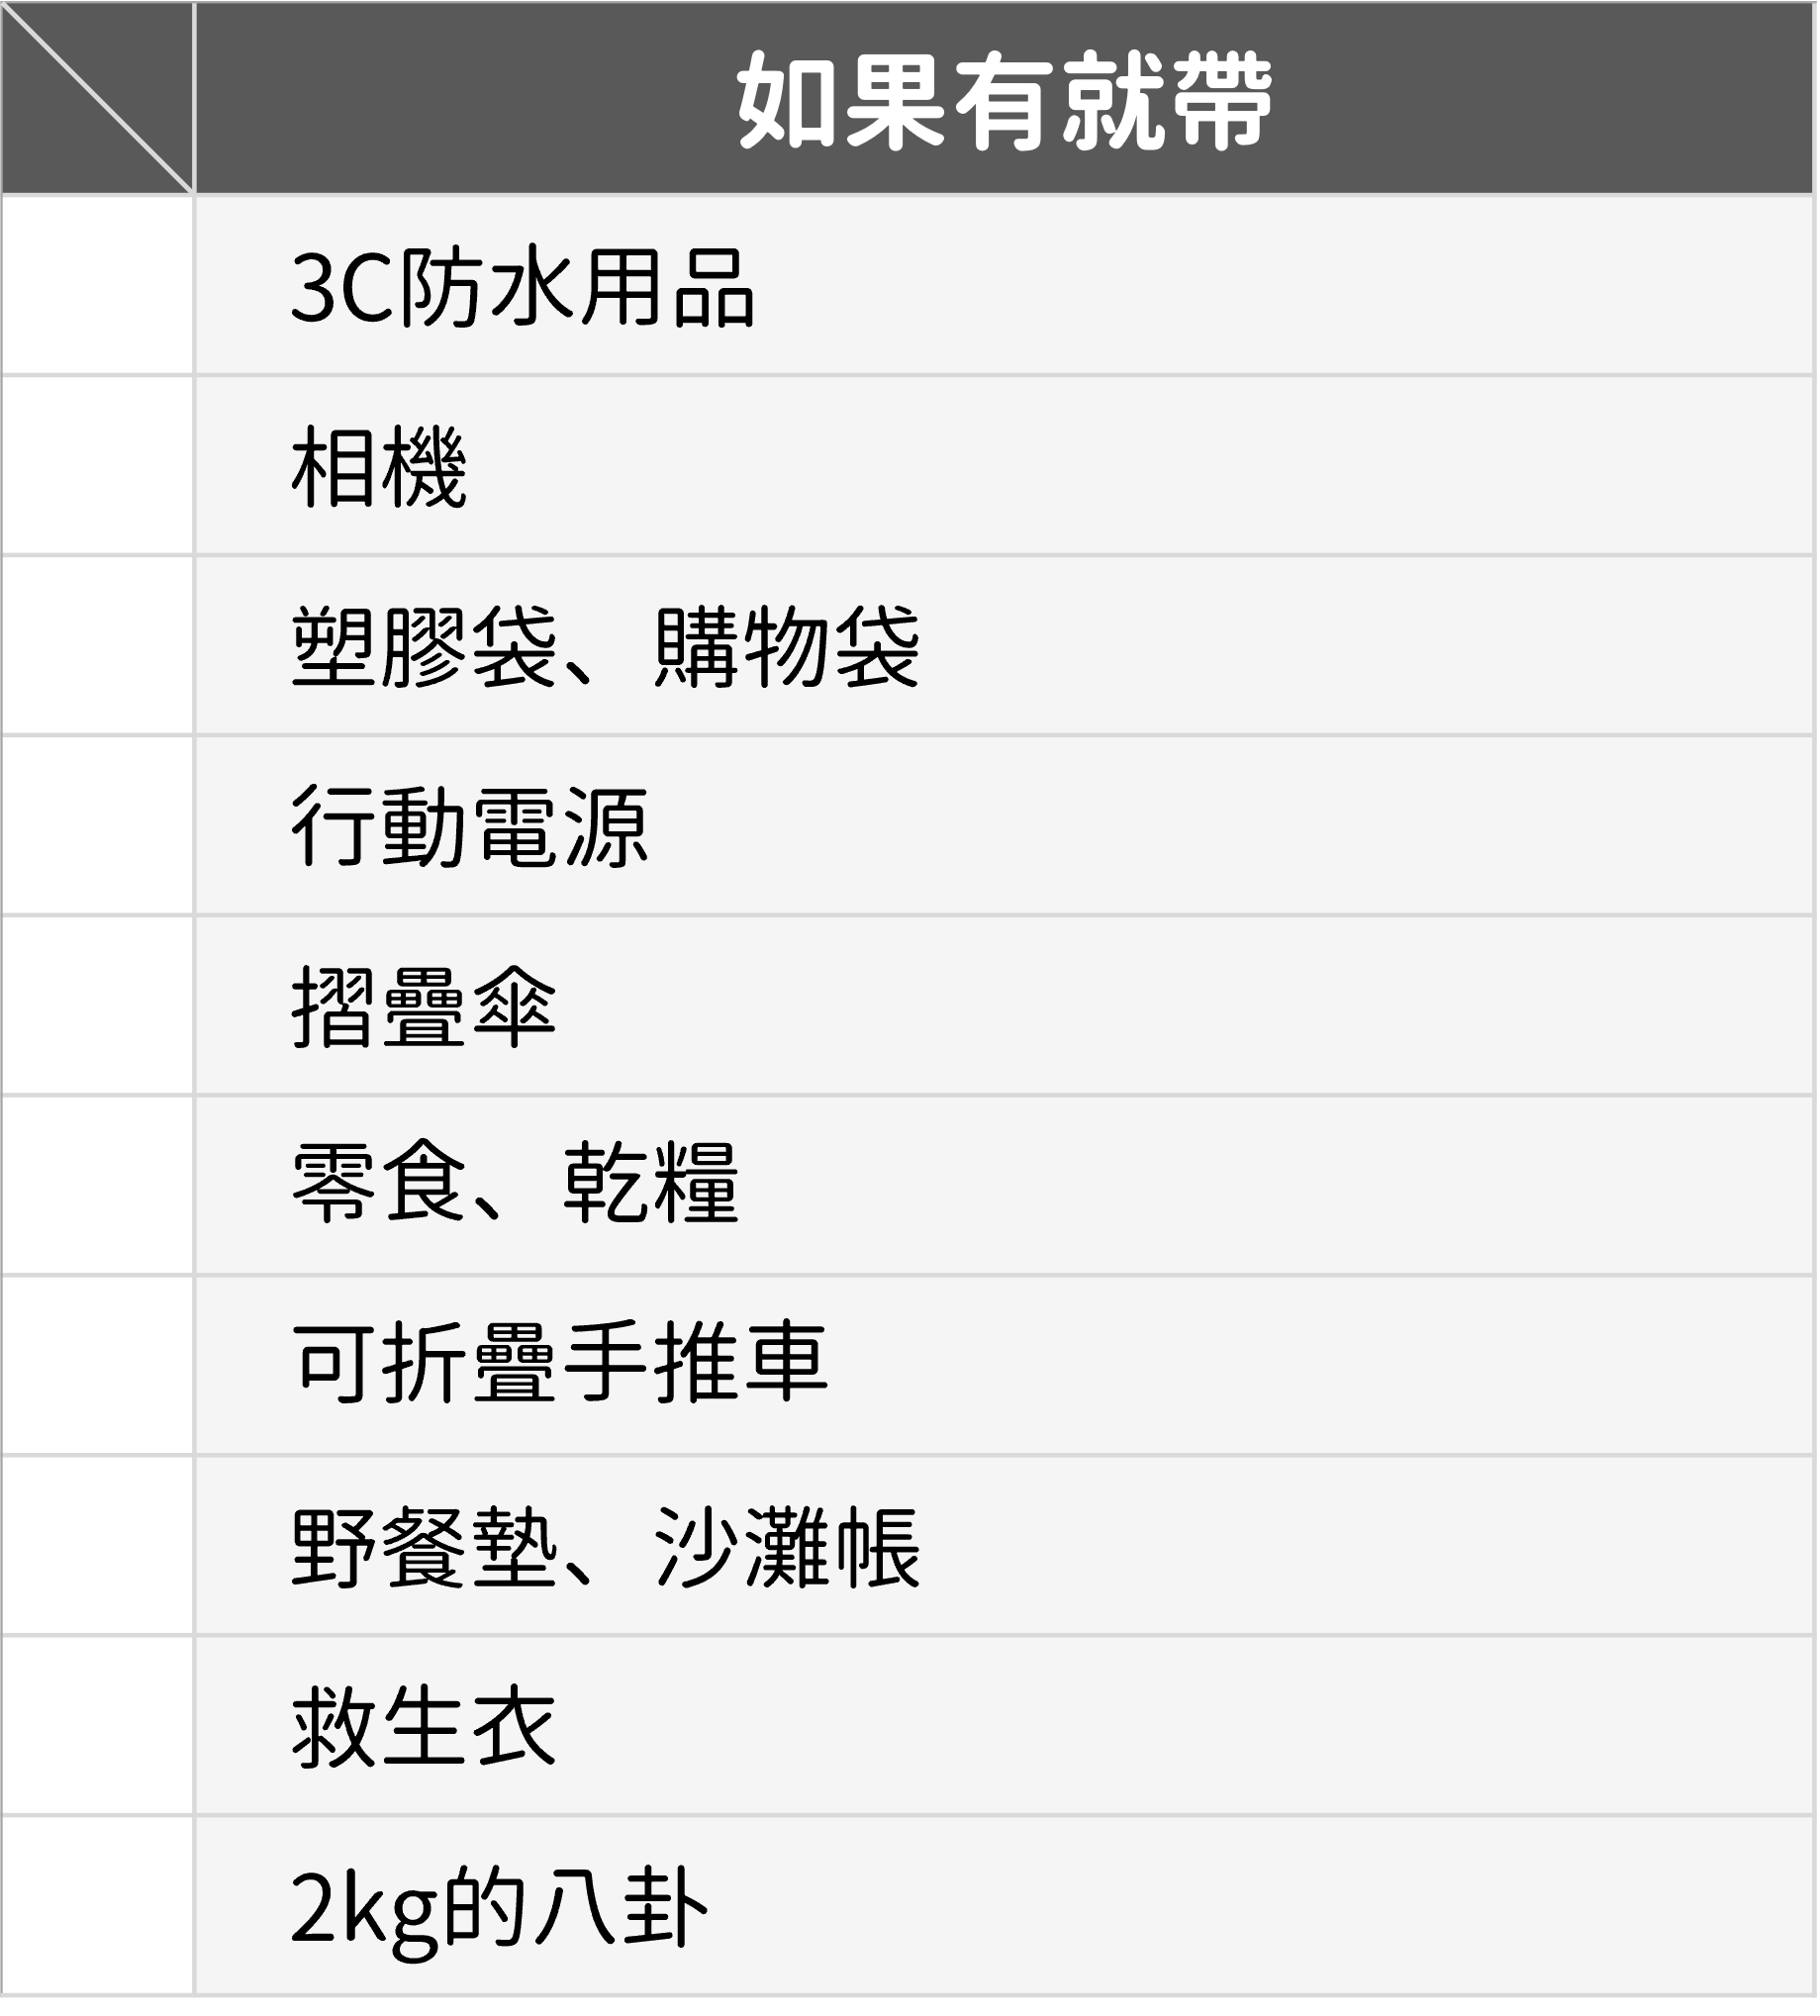 如果有就帶
3C防水用品
相機
塑膠袋、購物袋
行動電源
摺疊傘
零食、乾糧
可折疊手推車
野餐墊、沙灘帳
救生衣
2kg的八卦